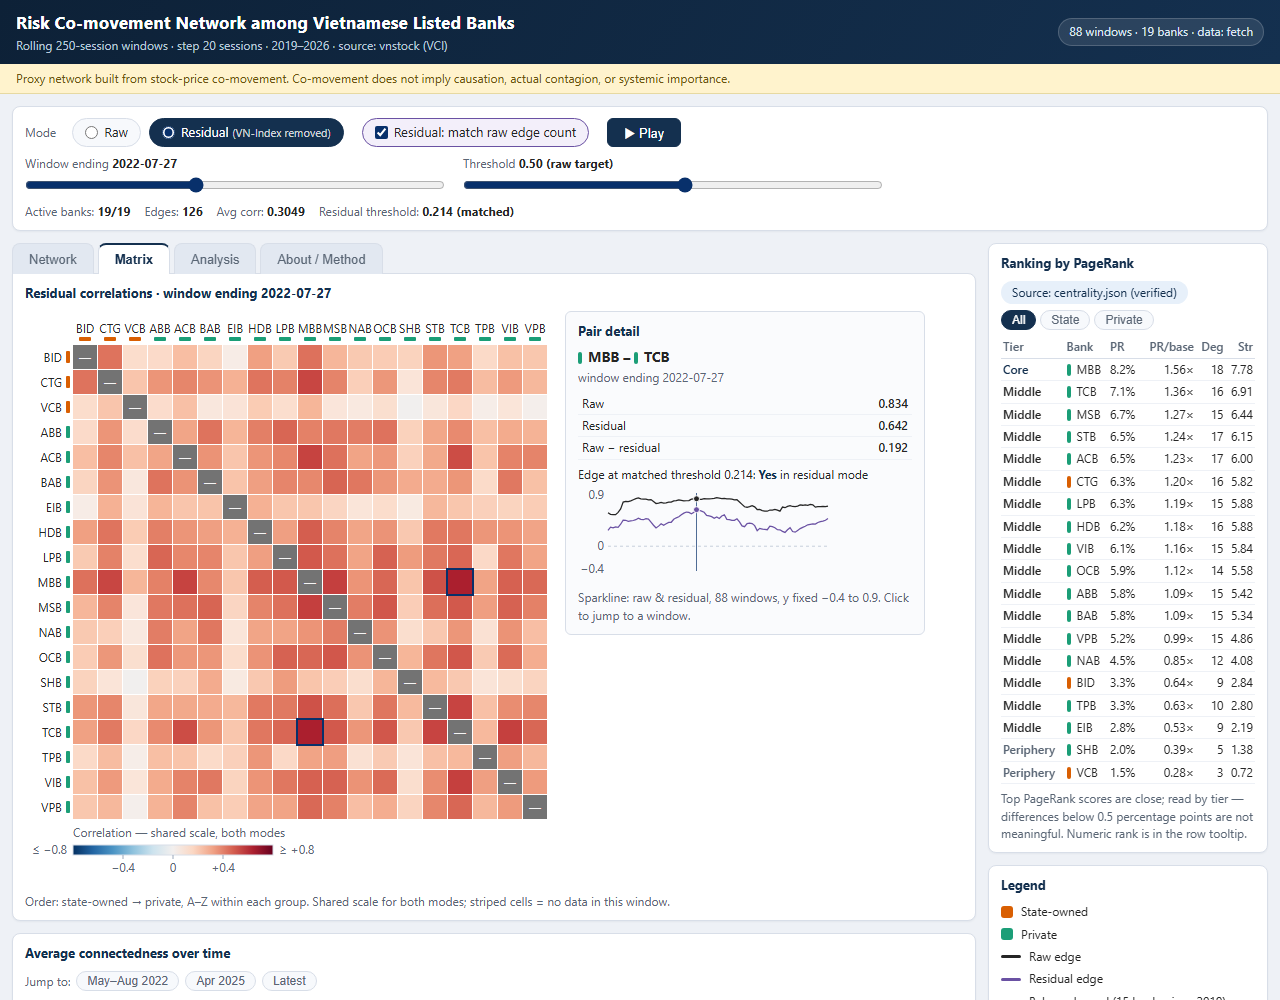 Risk Co-movement Network among Vietnamese Listed Banks
Rolling 250-session windows · step 20 sessions · 2019–2026 · source: vnstock (VCI)
88 windows · 19 banks · data: fetch
Proxy network built from stock-price co-movement. Co-movement does not imply causation, actual contagion, or systemic importance.
Mode Raw Residual (VN-Index removed) Residual: match raw edge count ▶ Play
Window ending 2022-07-27 Threshold 0.50 (raw target)
Active banks: 19/19 Edges: 126 Avg corr: 0.3049 Residual threshold: 0.214 (matched)
Network Matrix Analysis About / Method
Residual correlations · window ending 2022-07-27
BID CTG VCB ABB ACB BAB EIB HDB LPB MBB MSB NAB OCB SHB STB TCB TPB VIB VPB
BID —
CTG —
VCB —
ABB —
ACB —
BAB —
EIB —
HDB —
LPB —
MBB —
MSB —
NAB —
OCB —
SHB —
STB —
TCB —
TPB —
VIB —
VPB —
Correlation — shared scale, both modes
≤ −0.8 ≥ +0.8
−0.4 0 +0.4
Order: state-owned → private, A–Z within each group. Shared scale for both modes; striped cells = no data in this window.
Pair detail
MBB – TCB
window ending 2022-07-27
Raw 0.834
Residual 0.642
Raw − residual 0.192
Edge at matched threshold 0.214: Yes in residual mode
0.9
0
−0.4
Sparkline: raw & residual, 88 windows, y fixed −0.4 to 0.9. Click
to jump to a window.
Average connectedness over time
Jump to: May–Aug 2022 Apr 2025 Latest
Ranking by PageRank
Source: centrality.json (verified)
All State Private
Tier Bank PR PR/base Deg Str
Core MBB 8.2% 1.56× 18 7.78
Middle TCB 7.1% 1.36× 16 6.91
Middle MSB 6.7% 1.27× 15 6.44
Middle STB 6.5% 1.24× 17 6.15
Middle ACB 6.5% 1.23× 17 6.00
Middle CTG 6.3% 1.20× 16 5.82
Middle LPB 6.3% 1.19× 15 5.88
Middle HDB 6.2% 1.18× 16 5.88
Middle VIB 6.1% 1.16× 15 5.84
Middle OCB 5.9% 1.12× 14 5.58
Middle ABB 5.8% 1.09× 15 5.42
Middle BAB 5.8% 1.09× 15 5.34
Middle VPB 5.2% 0.99× 15 4.86
Middle NAB 4.5% 0.85× 12 4.08
Middle BID 3.3% 0.64× 9 2.84
Middle TPB 3.3% 0.63× 10 2.80
Middle EIB 2.8% 0.53× 9 2.19
Periphery SHB 2.0% 0.39× 5 1.38
Periphery VCB 1.5% 0.28× 3 0.72
Top PageRank scores are close; read by tier —
differences below 0.5 percentage points are not
meaningful. Numeric rank is in the row tooltip.
Legend
State-owned
Private
Raw edge
Residual edge